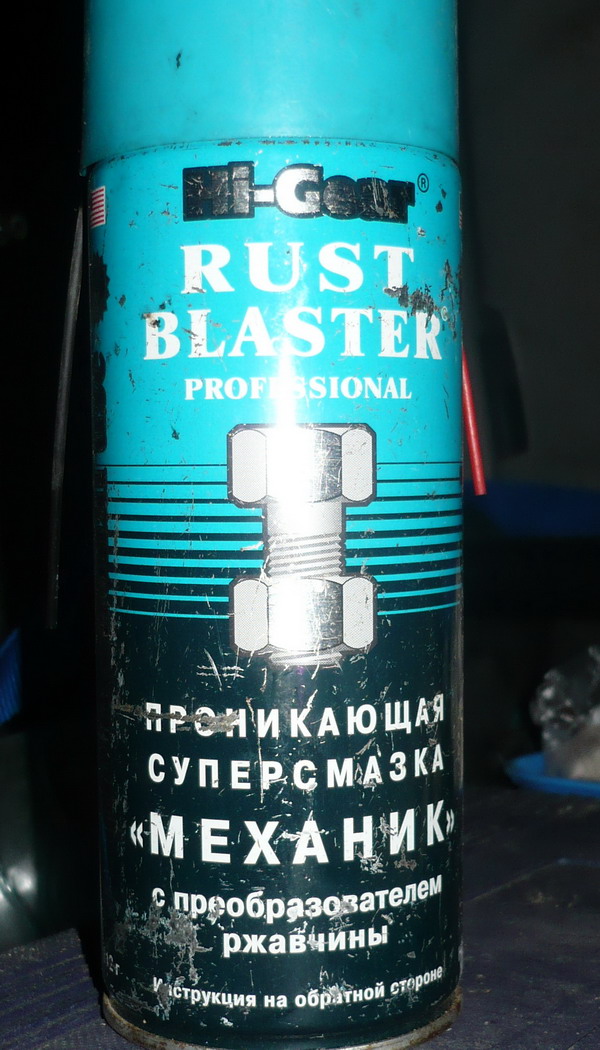 Hi-Gear®
RUST
BLASTER®
PROFESSIONAL
ПРОНИКАЮЩАЯ
СУПЕРСМАЗКА
«МЕХАНИК»
с преобразователем
ржавчины
Инструкция на обратной стороне